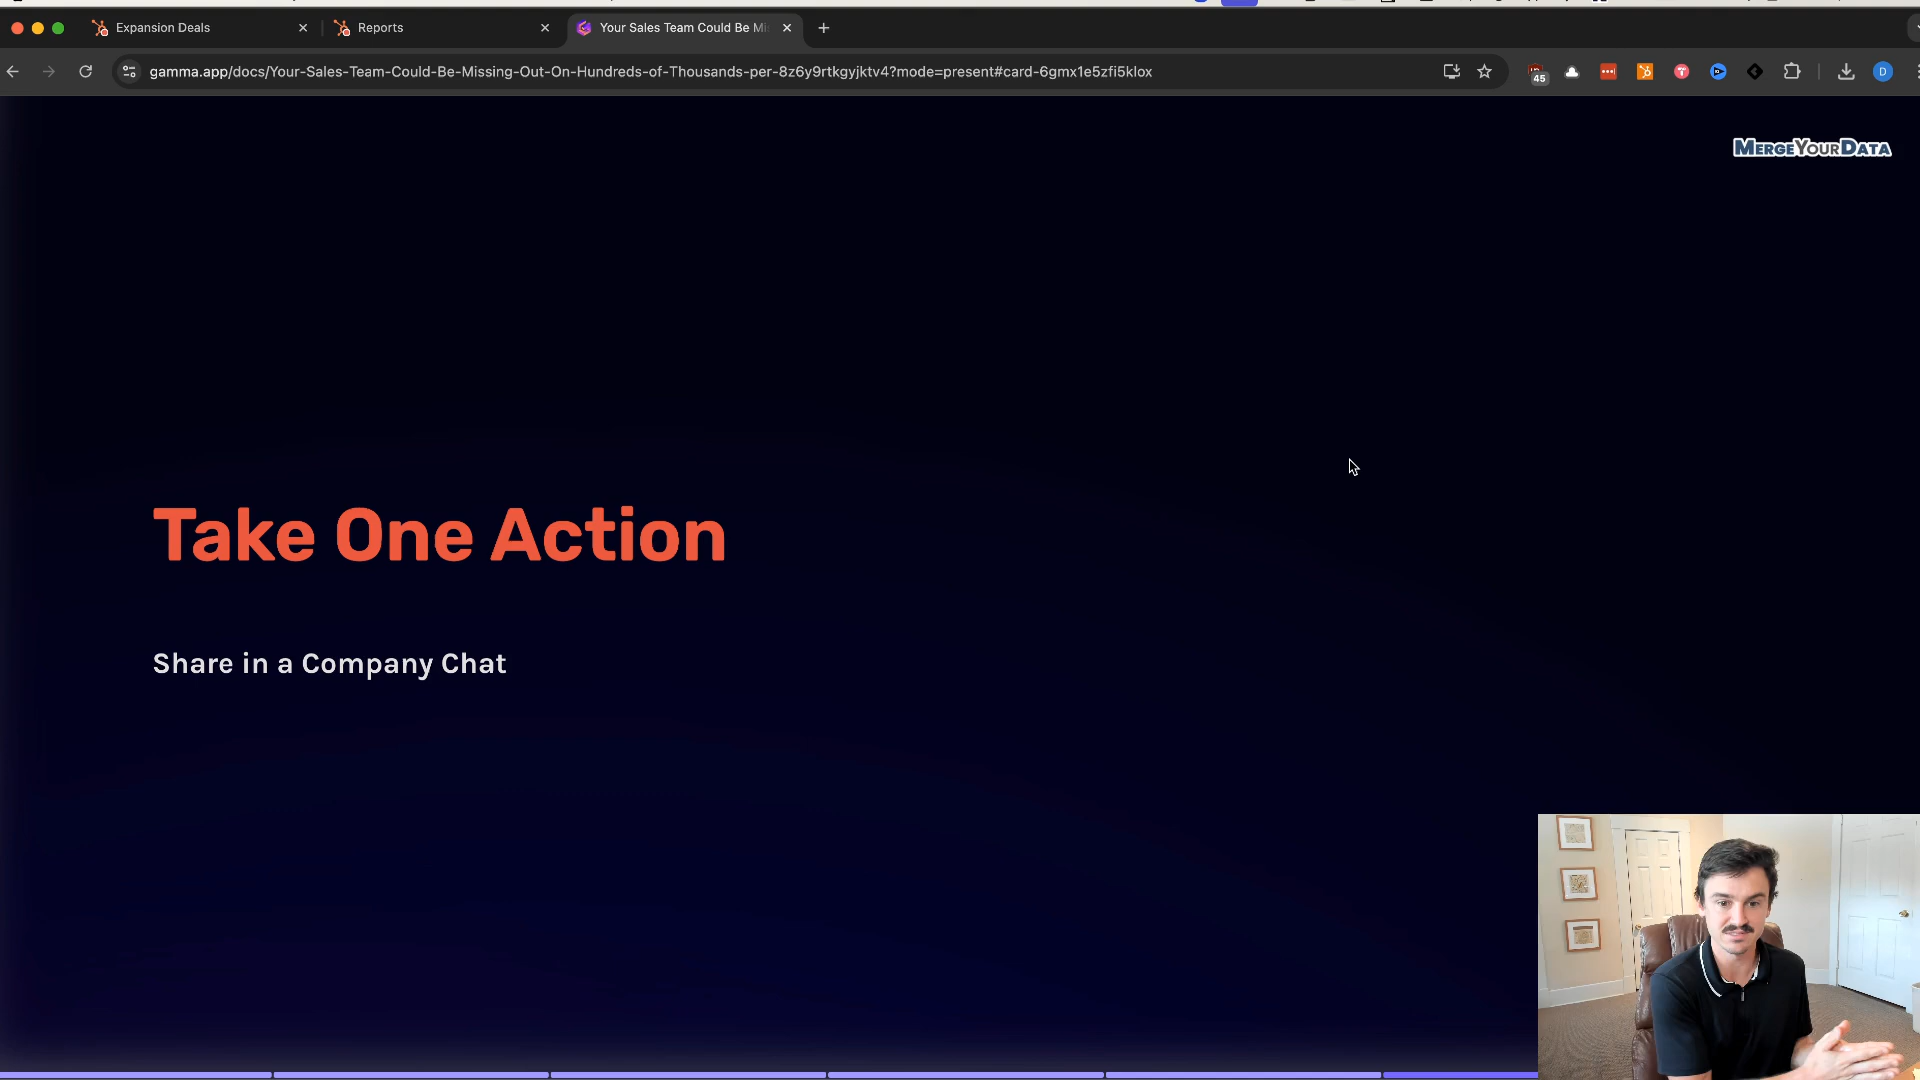 Expansion Deals
Reports
Your Sales Team Could Be Mi
gamma.app/docs/Your-Sales-Team-Could-Be-Missing-Out-On-Hundreds-of-Thousands-per-8z6y9rtkgyjktv4?mode=present#card-6gmx1e5zfi5klox
45
D
MERGEYOURDATA
Take One Action
Share in a Company Chat